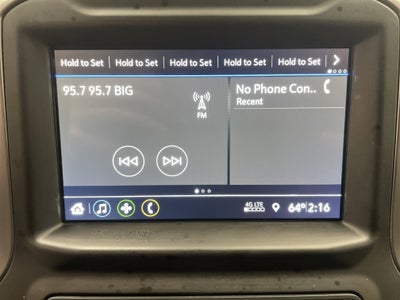 Hold to Set Hold to Set Hold to Set Hold to Set Hold to Set
95.7 95.7 BIG
FM
No Phone Con..
Recent
4G LTE
64° 2:16